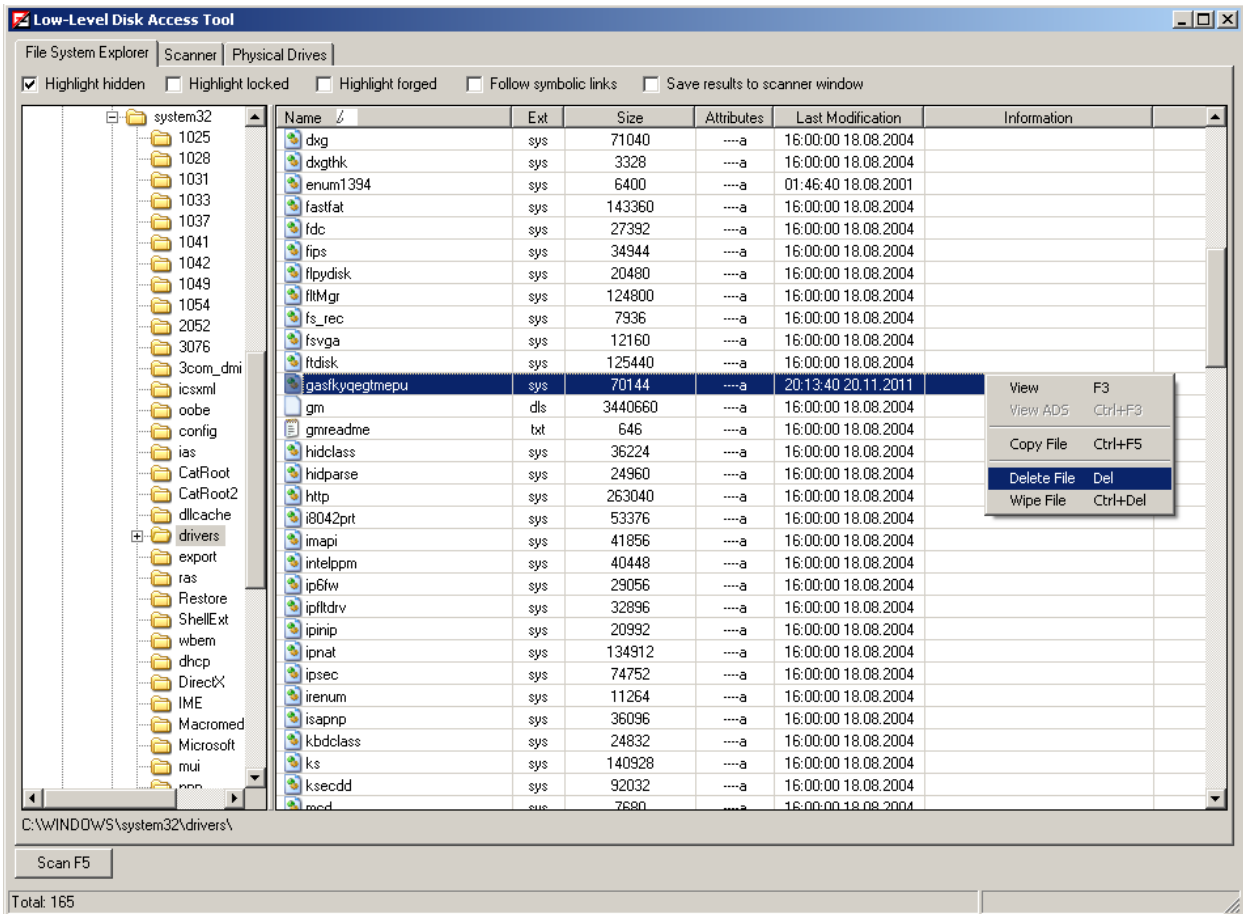 Low-Level Disk Access Tool
File System Explorer Scanner Physical Drives
Highlight hidden Highlight locked Highlight forged Follow symbolic links Save results to scanner window
system32
1025
1028
1031
1033
1037
1041
1042
1049
1054
2052
3076
3com_dmi
icsxml
oobe
config
ias
CatRoot
CatRoot2
dllcache
drivers
export
ras
Restore
ShellExt
wbem
dhcp
DirectX
IME
Macromed
Microsoft
mui
Name Ext Size Attributes Last Modification Information
dxg sys 71040 ----a 16:00:00 18.08.2004
dxgthk sys 3328 ----a 16:00:00 18.08.2004
enum1394 sys 6400 ----a 01:46:40 18.08.2001
fastfat sys 143360 ----a 16:00:00 18.08.2004
fdc sys 27392 ----a 16:00:00 18.08.2004
fips sys 34944 ----a 16:00:00 18.08.2004
flpydisk sys 20480 ----a 16:00:00 18.08.2004
fltMgr sys 124800 ----a 16:00:00 18.08.2004
fs_rec sys 7936 ----a 16:00:00 18.08.2004
fsvga sys 12160 ----a 16:00:00 18.08.2004
ftdisk sys 125440 ----a 16:00:00 18.08.2004
gasfkyqegtmepu sys 70144 ----a 20:13:40 20.11.2011
gm dls 3440660 ----a 16:00:00 18.08.2004
gmreadme txt 646 ----a 16:00:00 18.08.2004
hidclass sys 36224 ----a 16:00:00 18.08.2004
hidparse sys 24960 ----a 16:00:00 18.08.2004
http sys 263040 ----a 16:00:00 18.08.2004
i8042prt sys 53376 ----a 16:00:00 18.08.2004
imapi sys 41856 ----a 16:00:00 18.08.2004
intelppm sys 40448 ----a 16:00:00 18.08.2004
ip6fw sys 29056 ----a 16:00:00 18.08.2004
ipfltdrv sys 32896 ----a 16:00:00 18.08.2004
ipinip sys 20992 ----a 16:00:00 18.08.2004
ipnat sys 134912 ----a 16:00:00 18.08.2004
ipsec sys 74752 ----a 16:00:00 18.08.2004
irenum sys 11264 ----a 16:00:00 18.08.2004
isapnp sys 36096 ----a 16:00:00 18.08.2004
kbdclass sys 24832 ----a 16:00:00 18.08.2004
ks sys 140928 ----a 16:00:00 18.08.2004
ksecdd sys 92032 ----a 16:00:00 18.08.2004
mcd sys 7680 ----a 16:00:00 18.08.2004
View F3
View ADS Ctrl+F3
Copy File Ctrl+F5
Delete File Del
Wipe File Ctrl+Del
C:\WINDOWS\system32\drivers\
Scan F5
Total: 165